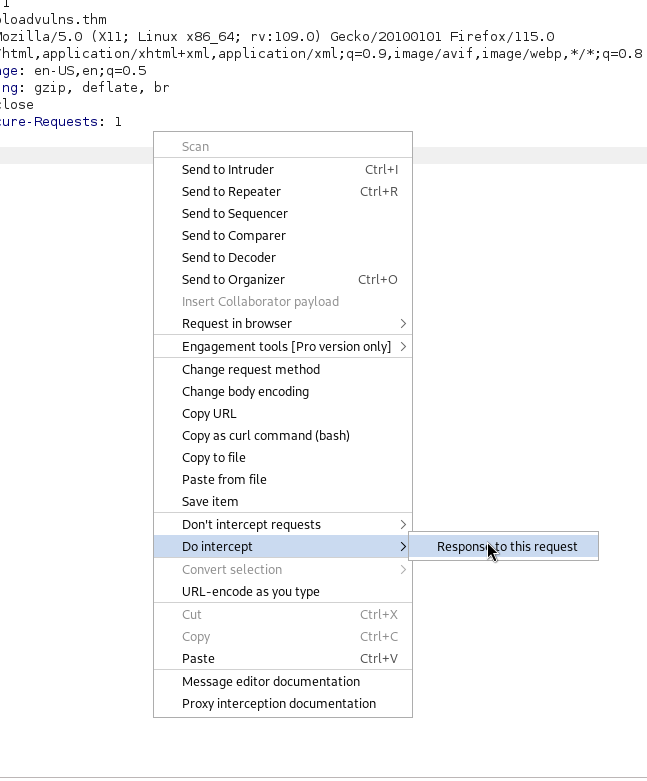 1
loadvulns.thm
Mozilla/5.0 (X11; Linux x86_64; rv:109.0) Gecko/20100101 Firefox/115.0
/html,application/xhtml+xml,application/xml;q=0.9,image/avif,image/webp,*/*;q=0.8
age: en-US,en;q=0.5
ng: gzip, deflate, br
close
cure-Requests: 1
Scan
Send to Intruder Ctrl+I
Send to Repeater Ctrl+R
Send to Sequencer
Send to Comparer
Send to Decoder
Send to Organizer Ctrl+O
Insert Collaborator payload
Request in browser
Engagement tools [Pro version only]
Change request method
Change body encoding
Copy URL
Copy as curl command (bash)
Copy to file
Paste from file
Save item
Don't intercept requests
Do intercept
Response to this request
Convert selection
URL-encode as you type
Cut Ctrl+X
Copy Ctrl+C
Paste Ctrl+V
Message editor documentation
Proxy interception documentation